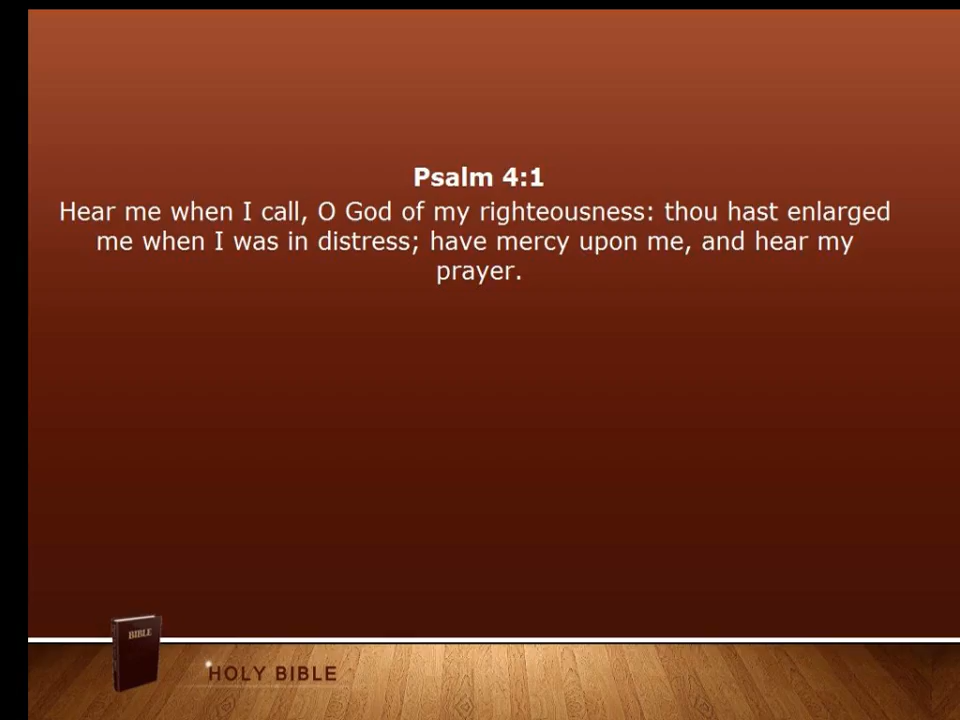 Psalm 4:1
Hear me when I call, O God of my righteousness: thou hast enlarged
me when I was in distress; have mercy upon me, and hear my
prayer.
BIBLE
HOLY BIBLE